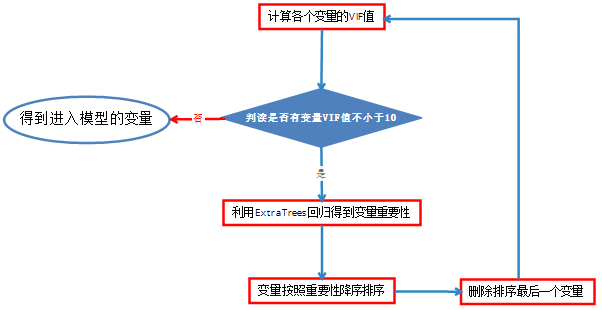 计算各个变量的VIF值
判读是否有变量VIF值不小于10
否
得到进入模型的变量
是
利用ExtraTrees回归得到变量重要性
变量按照重要性降序排序
删除排序最后一个变量